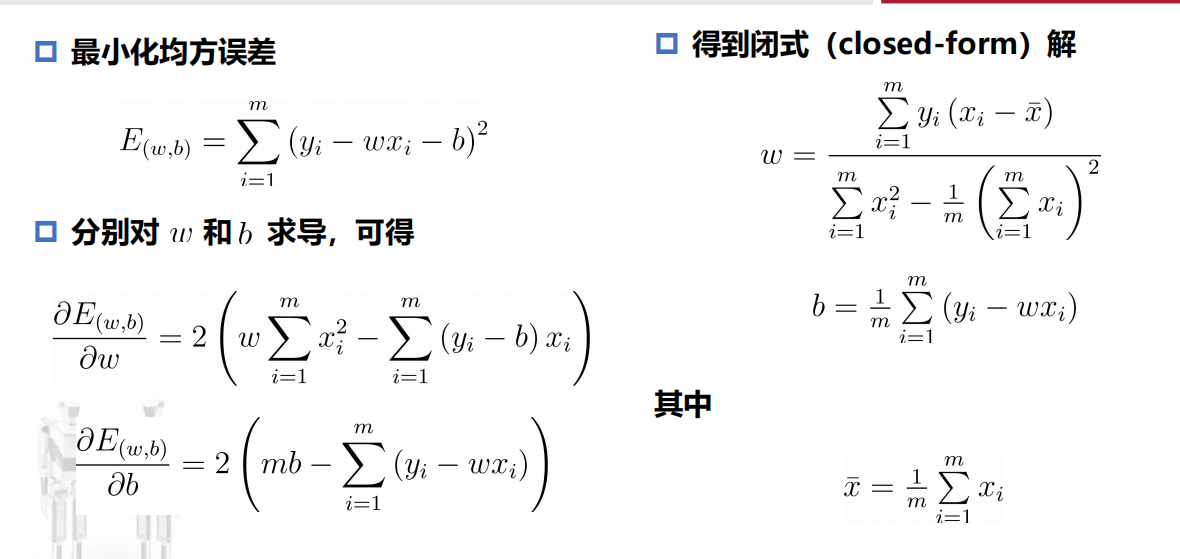 最小化均方误差
E_{(w,b)} = \sum_{i=1}^{m} (y_i - wx_i - b)^2
分别对 w 和 b 求导，可得
\frac{\partial E_{(w,b)}}{\partial w} = 2 \left( w \sum_{i=1}^{m} x_i^2 - \sum_{i=1}^{m} (y_i - b) x_i \right)
\frac{\partial E_{(w,b)}}{\partial b} = 2 \left( mb - \sum_{i=1}^{m} (y_i - wx_i) \right)
得到闭式（closed-form）解
w = \frac{\sum_{i=1}^{m} y_i (x_i - \bar{x})}{\sum_{i=1}^{m} x_i^2 - \frac{1}{m} \left( \sum_{i=1}^{m} x_i \right)^2}
b = \frac{1}{m} \sum_{i=1}^{m} (y_i - wx_i)
其中
\bar{x} = \frac{1}{m} \sum_{i=1}^{m} x_i